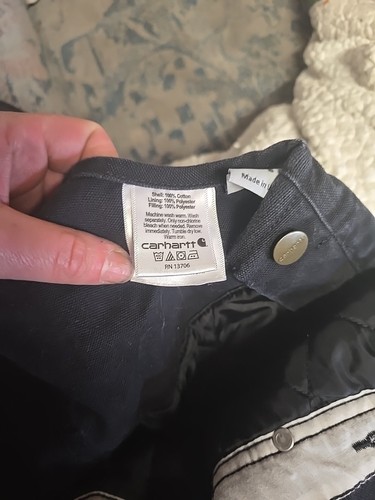 Shell: 100% Cotton
Lining: 100% Polyester
Filling: 100% Polyester
Machine wash warm. Wash
separately. Only non-chlorine
bleach when needed. Remove
immediately. Tumble dry low.
Warm iron.
carhartt
RN 13706
Made in